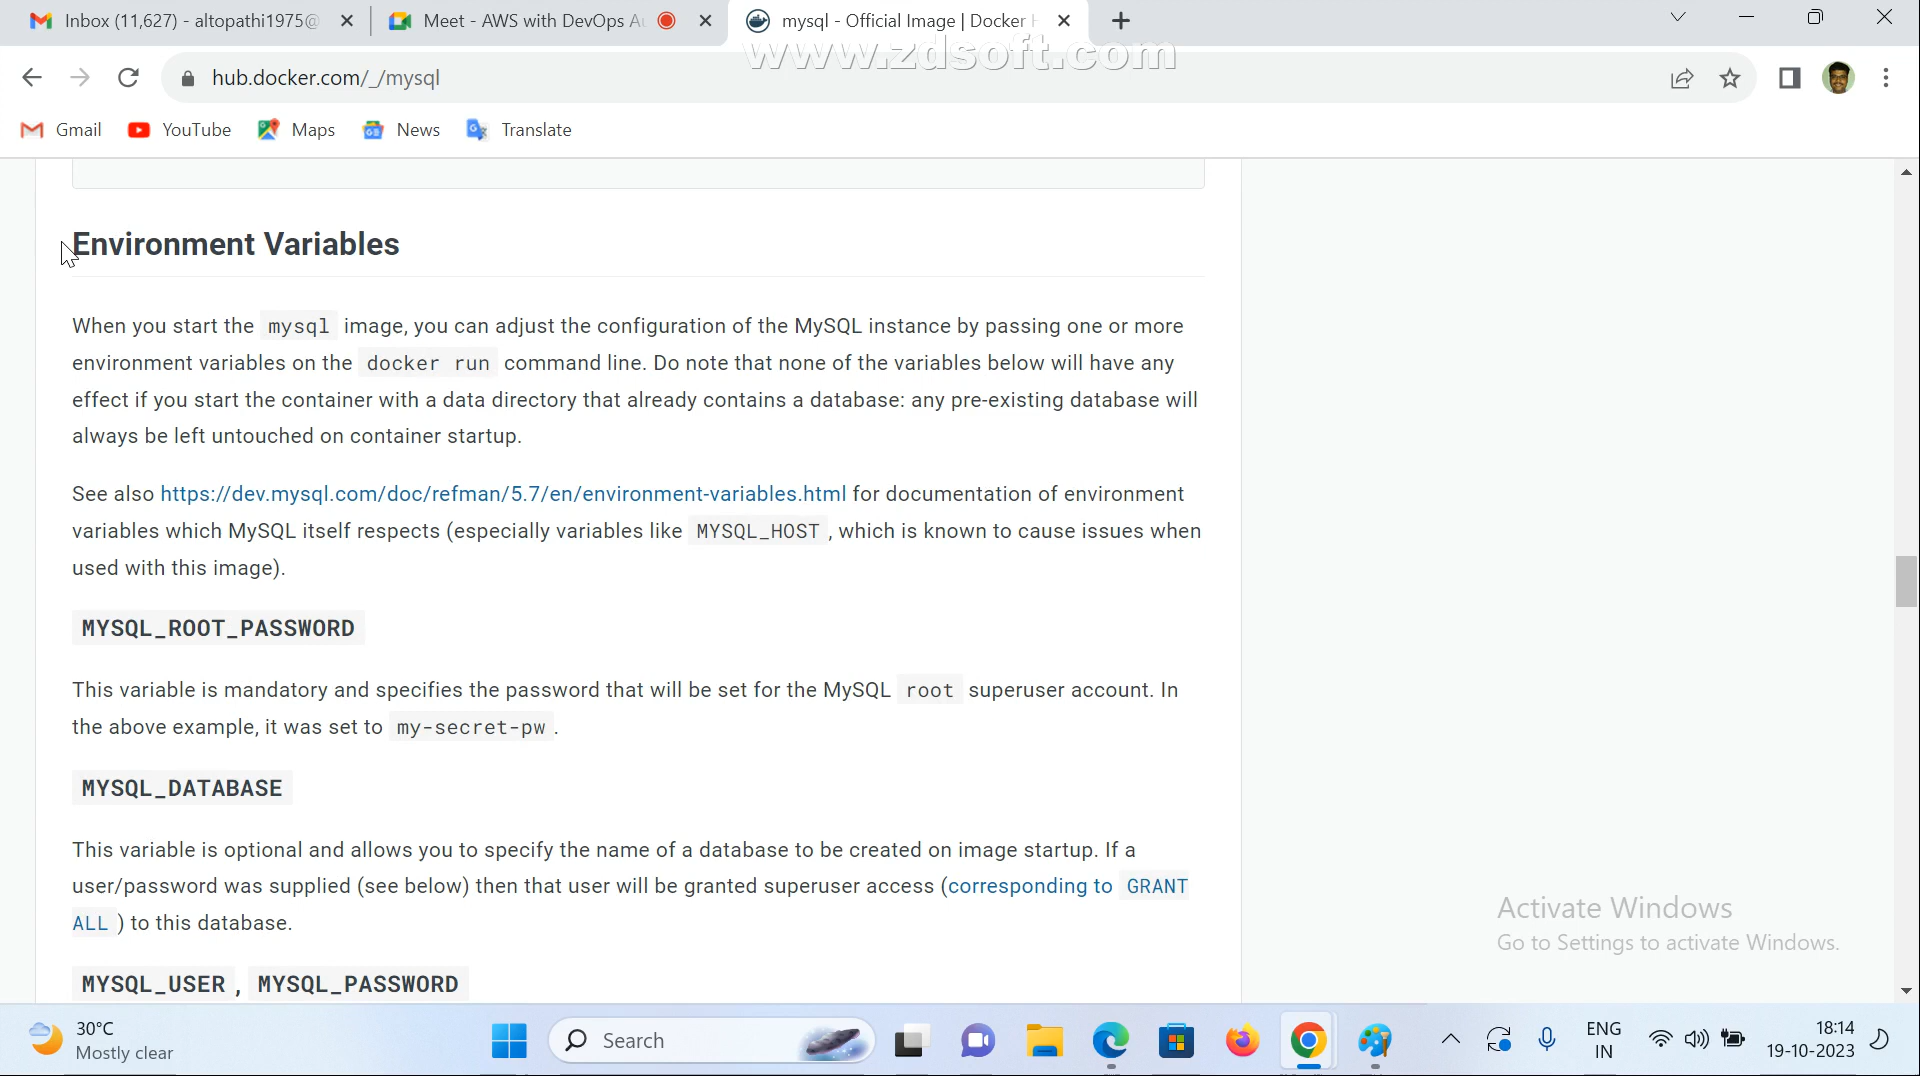 Inbox (11,627) - altopathi1975@
Meet - AWS with DevOps A
mysql - Official Image | Docker H
www.zdsoft.com
hub.docker.com/_/mysql
Gmail
YouTube
Maps
News
Translate
Environment Variables
When you start the mysql image, you can adjust the configuration of the MySQL instance by passing one or more
environment variables on the docker run command line. Do note that none of the variables below will have any
effect if you start the container with a data directory that already contains a database: any pre-existing database will
always be left untouched on container startup.
See also https://dev.mysql.com/doc/refman/5.7/en/environment-variables.html for documentation of environment
variables which MySQL itself respects (especially variables like MYSQL_HOST , which is known to cause issues when
used with this image).
MYSQL_ROOT_PASSWORD
This variable is mandatory and specifies the password that will be set for the MySQL root superuser account. In
the above example, it was set to my-secret-pw .
MYSQL_DATABASE
This variable is optional and allows you to specify the name of a database to be created on image startup. If a
user/password was supplied (see below) then that user will be granted superuser access (corresponding to GRANT
ALL ) to this database.
MYSQL_USER , MYSQL_PASSWORD
Activate Windows
Go to Settings to activate Windows.
30°C
Mostly clear
Search
ENG
IN
18:14
19-10-2023